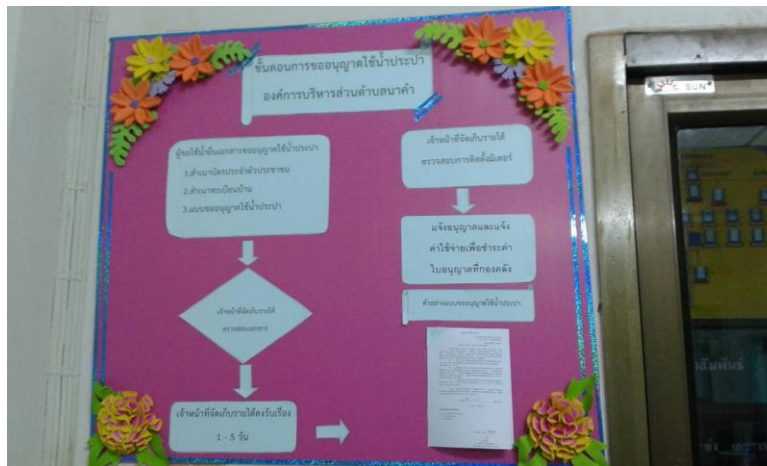 ขั้นตอนการขออนุญาตใช้น้ำประปา
องค์การบริหารส่วนตำบลนาคำ
ผู้ขอใช้น้ำยื่นเอกสารขออนุญาตใช้น้ำประปา
1.สำเนาบัตรประจำตัวประชาชน
2.สำเนาทะเบียนบ้าน
3.แบบขออนุญาตใช้น้ำประปา
เจ้าหน้าที่จัดเก็บรายได้
ตรวจสอบเอกสาร
เจ้าหน้าที่จัดเก็บรายได้ลงรับเรื่อง
1 - 5 วัน
เจ้าหน้าที่จัดเก็บรายได้
ตรวจสอบการติดตั้งมิเตอร์
แจ้งอนุญาตและแจ้ง
ค่าใช้จ่ายเพื่อชำระค่า
ใบอนุญาตที่กองคลัง
ตัวอย่างแบบขออนุญาตใช้น้ำประปา
SUN